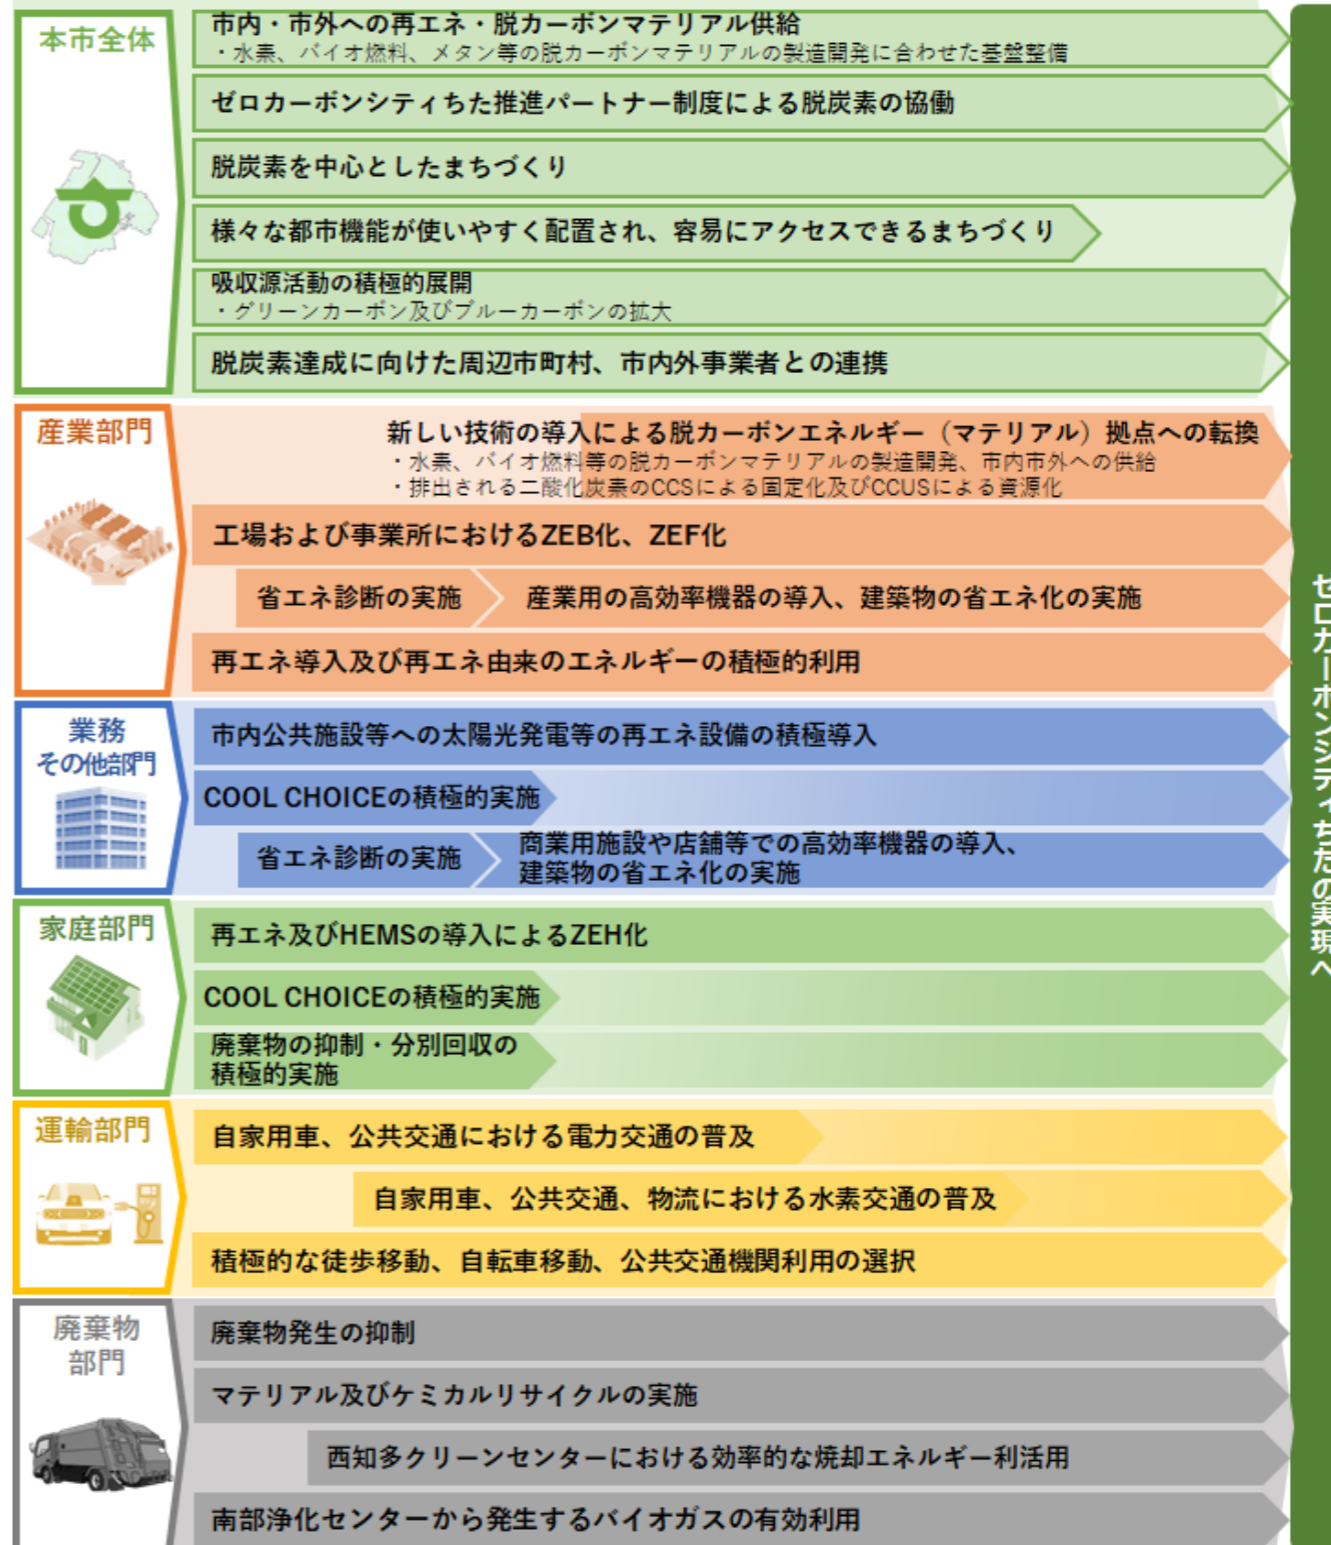 本市全体
市内・市外への再エネ・脱カーボンマテリアル供給
・水素、バイオ燃料、メタン等の脱カーボンマテリアルの製造開発に合わせた基盤整備
ゼロカーボンシティちた推進パートナー制度による脱炭素の協働
脱炭素を中心としたまちづくり
様々な都市機能が使いやすく配置され、容易にアクセスできるまちづくり
吸収源活動の積極的展開
・グリーンカーボン及びブルーカーボンの拡大
脱炭素達成に向けた周辺市町村、市内外事業者との連携
産業部門
新しい技術の導入による脱カーボンエネルギー（マテリアル）拠点への転換
・水素、バイオ燃料等の脱カーボンマテリアルの製造開発、市内市外への供給
・排出される二酸化炭素のCCSによる固定化及びCCUSによる資源化
工場および事業所におけるZEB化、ZEF化
省エネ診断の実施
産業用の高効率機器の導入、建築物の省エネ化の実施
再エネ導入及び再エネ由来のエネルギーの積極的利用
業務
その他部門
市内公共施設等への太陽光発電等の再エネ設備の積極導入
COOL CHOICEの積極的実施
省エネ診断の実施
商業用施設や店舗等での高効率機器の導入、
建築物の省エネ化の実施
家庭部門
再エネ及びHEMSの導入によるZEH化
COOL CHOICEの積極的実施
廃棄物の抑制・分別回収の
積極的実施
運輸部門
自家用車、公共交通における電力交通の普及
自家用車、公共交通、物流における水素交通の普及
積極的な徒歩移動、自転車移動、公共交通機関利用の選択
廃棄物
部門
廃棄物発生の抑制
マテリアル及びケミカルリサイクルの実施
西知多クリーンセンターにおける効率的な焼却エネルギー利活用
南部浄化センターから発生するバイオガスの有効利用
ゼロカーボンシティちたの実現へ